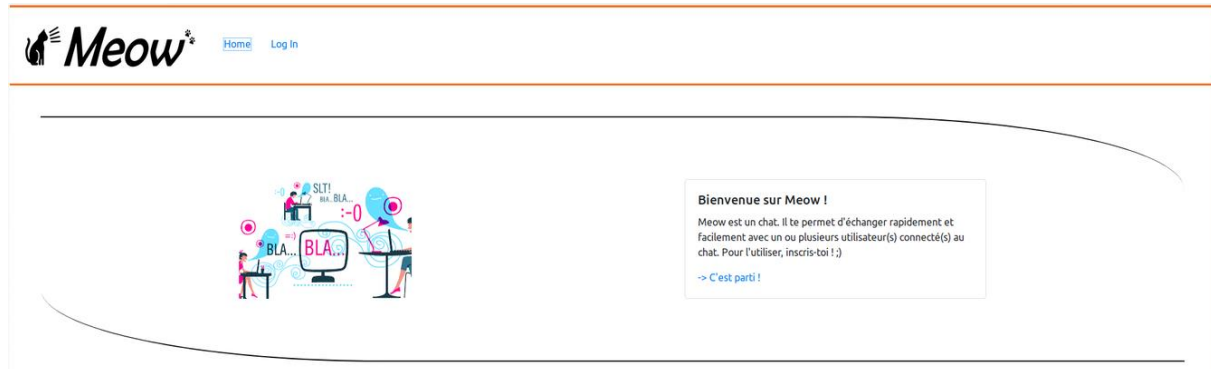 Meow
Home Log In
SLT!
BLA.. BLA...
:-0
=:)
BLA... BLA...
Bienvenue sur Meow !
Meow est un chat. Il te permet d'échanger rapidement et
facilement avec un ou plusieurs utilisateur(s) connecté(s) au
chat. Pour l'utiliser, inscris-toi ! ;)
-> C'est parti !